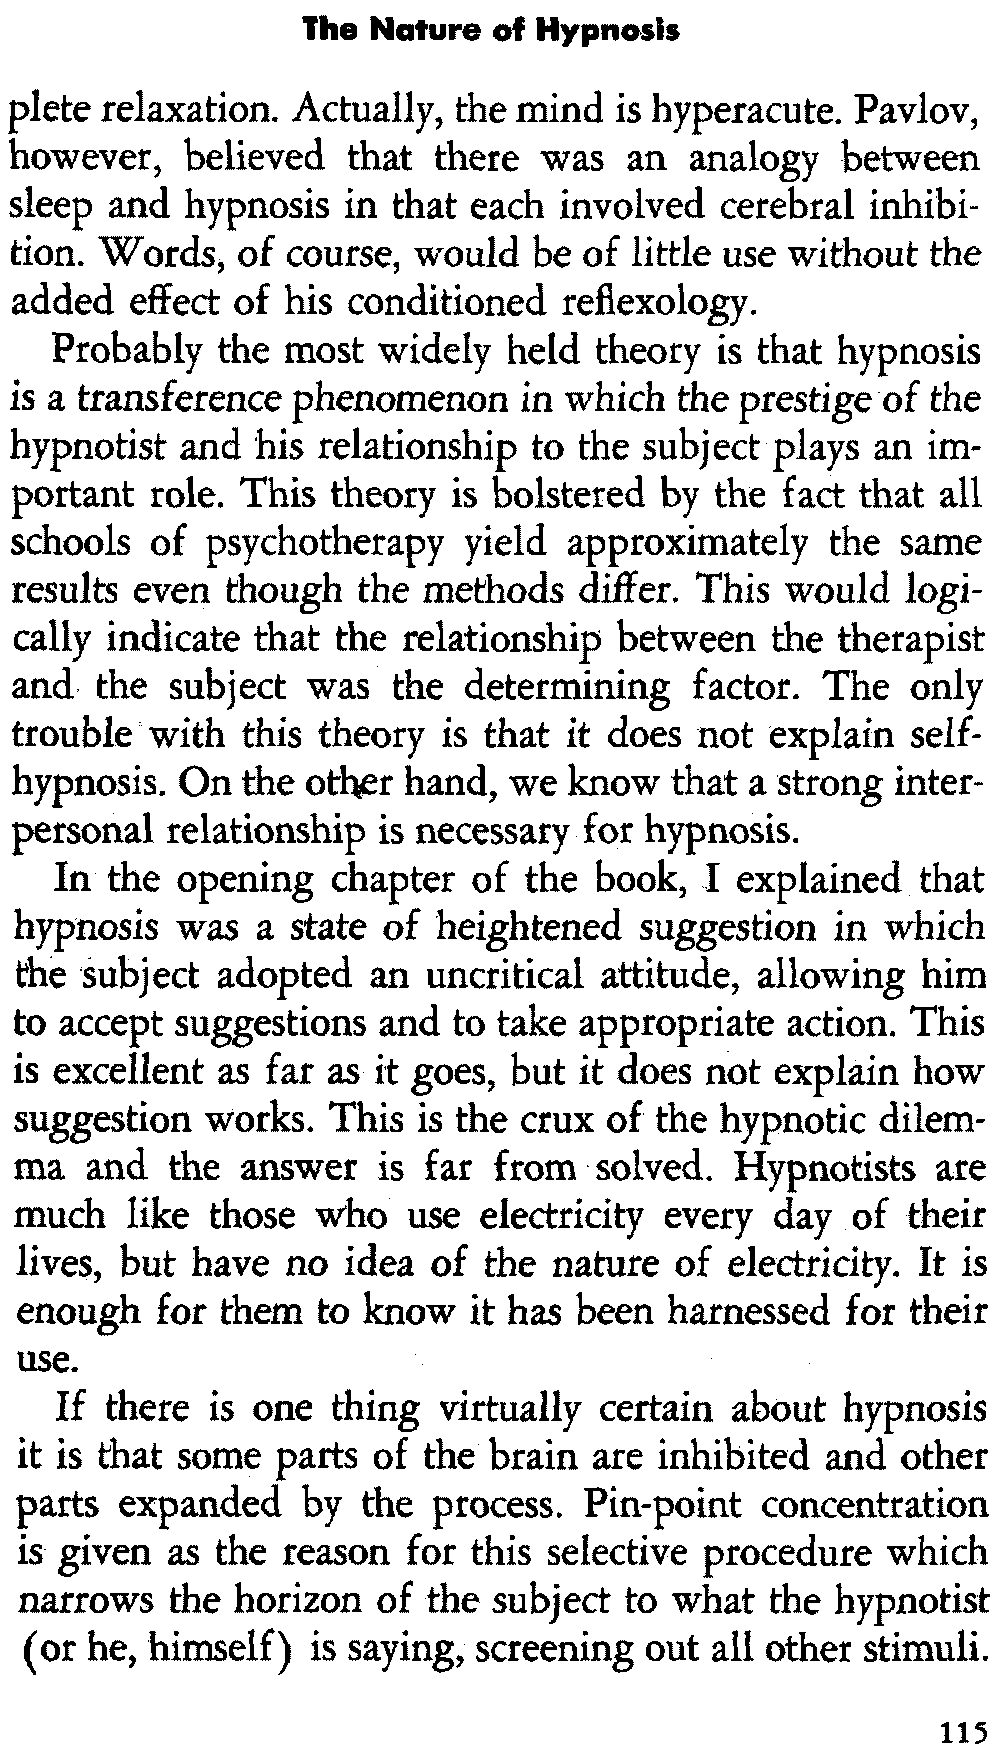 The Nature of Hypnosis
plete relaxation. Actually, the mind is hyperacute. Pavlov,
however, believed that there was an analogy between
sleep and hypnosis in that each involved cerebral inhibi-
tion. Words, of course, would be of little use without the
added effect of his conditioned reflexology.
Probably the most widely held theory is that hypnosis
is a transference phenomenon in which the prestige of the
hypnotist and his relationship to the subject plays an im-
portant role. This theory is bolstered by the fact that all
schools of psychotherapy yield approximately the same
results even though the methods differ. This would logi-
cally indicate that the relationship between the therapist
and the subject was the determining factor. The only
trouble with this theory is that it does not explain self-
hypnosis. On the other hand, we know that a strong inter-
personal relationship is necessary for hypnosis.
In the opening chapter of the book, I explained that
hypnosis was a state of heightened suggestion in which
the subject adopted an uncritical attitude, allowing him
to accept suggestions and to take appropriate action. This
is excellent as far as it goes, but it does not explain how
suggestion works. This is the crux of the hypnotic dilem-
ma and the answer is far from solved. Hypnotists are
much like those who use electricity every day of their
lives, but have no idea of the nature of electricity. It is
enough for them to know it has been harnessed for their
use.
If there is one thing virtually certain about hypnosis
it is that some parts of the brain are inhibited and other
parts expanded by the process. Pin-point concentration
is given as the reason for this selective procedure which
narrows the horizon of the subject to what the hypnotist
(or he, himself) is saying, screening out all other stimuli.
115